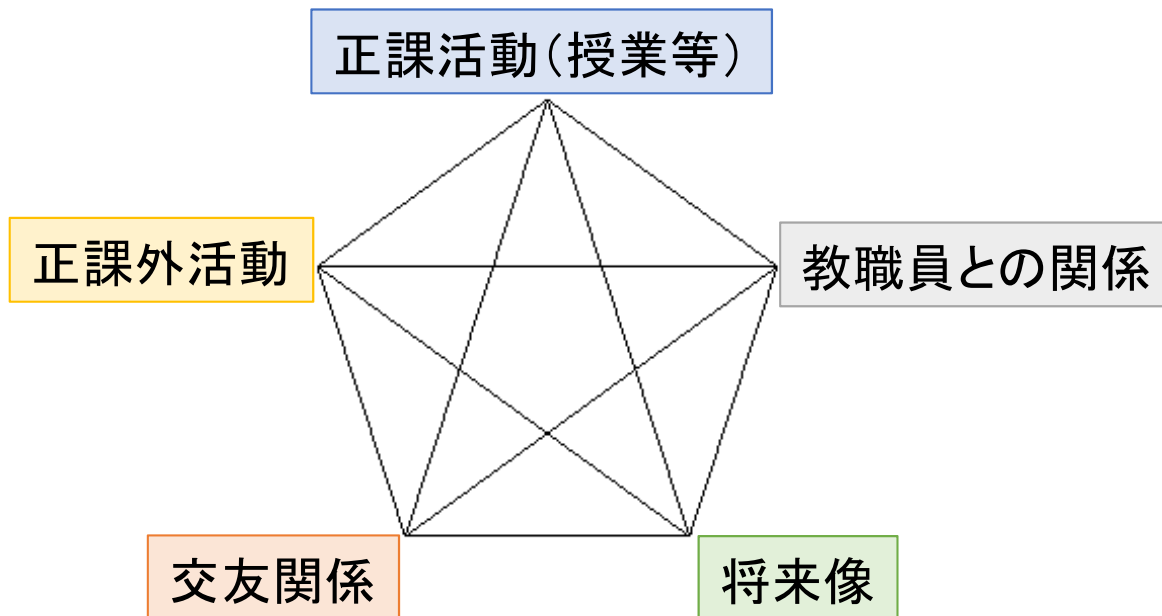 正課活動（授業等）
正課外活動
教職員との関係
交友関係
将来像